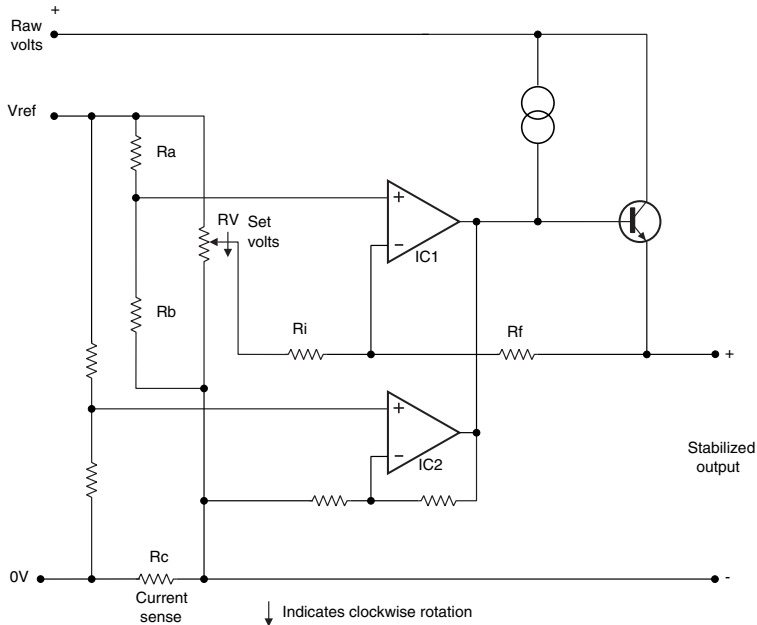 +
Raw
volts
Vref
Ra
RV
Set
volts
+
−
IC1
Rb
Ri
Rf
+
+
−
IC2
Stabilized
output
0V
Rc
Current
sense
-
Indicates clockwise rotation